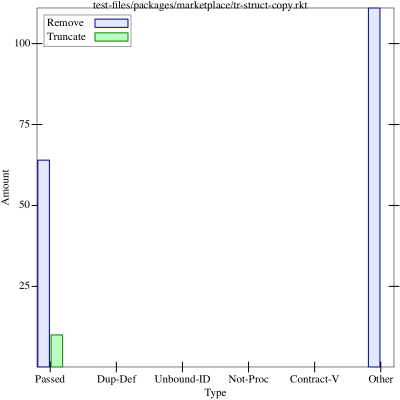 test-files/packages/marketplace/tr-struct-copy.rkt
Remove
Truncate
100
75
50
25
Amount
Passed Dup-Def Unbound-ID Not-Proc Contract-V Other
Type